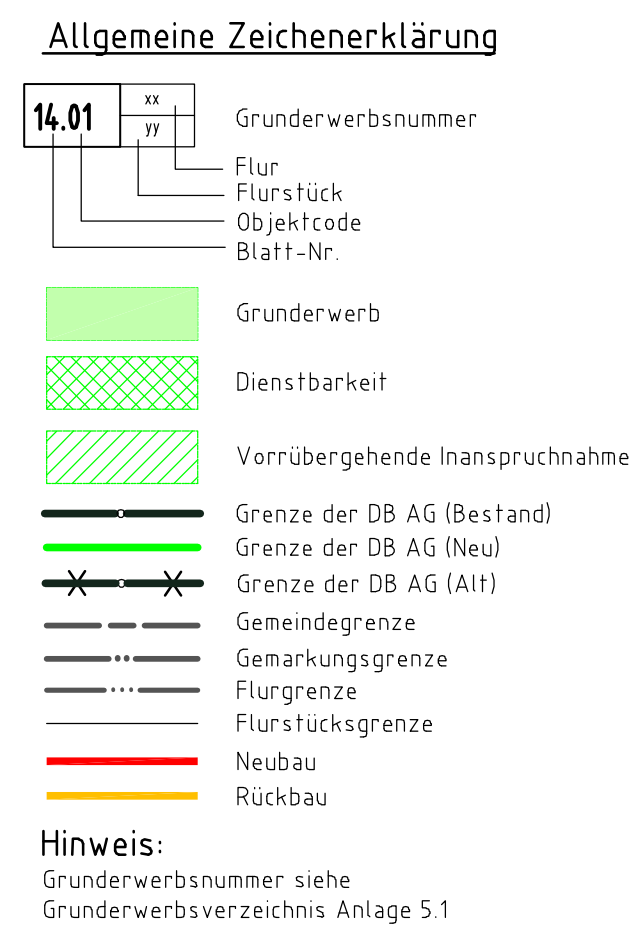 Allgemeine Zeichenerklärung
14.01
xx
yy
Grunderwerbsnummer
Flur
Flurstück
Objektcode
Blatt-Nr.
Grunderwerb
Dienstbarkeit
Vorrübergehende Inanspruchnahme
Grenze der DB AG (Bestand)
Grenze der DB AG (Neu)
Grenze der DB AG (Alt)
Gemeindegrenze
Gemarkungsgrenze
Flurgrenze
Flurstücksgrenze
Neubau
Rückbau
Hinweis:
Grunderwerbsnummer siehe
Grunderwerbsverzeichnis Anlage 5.1